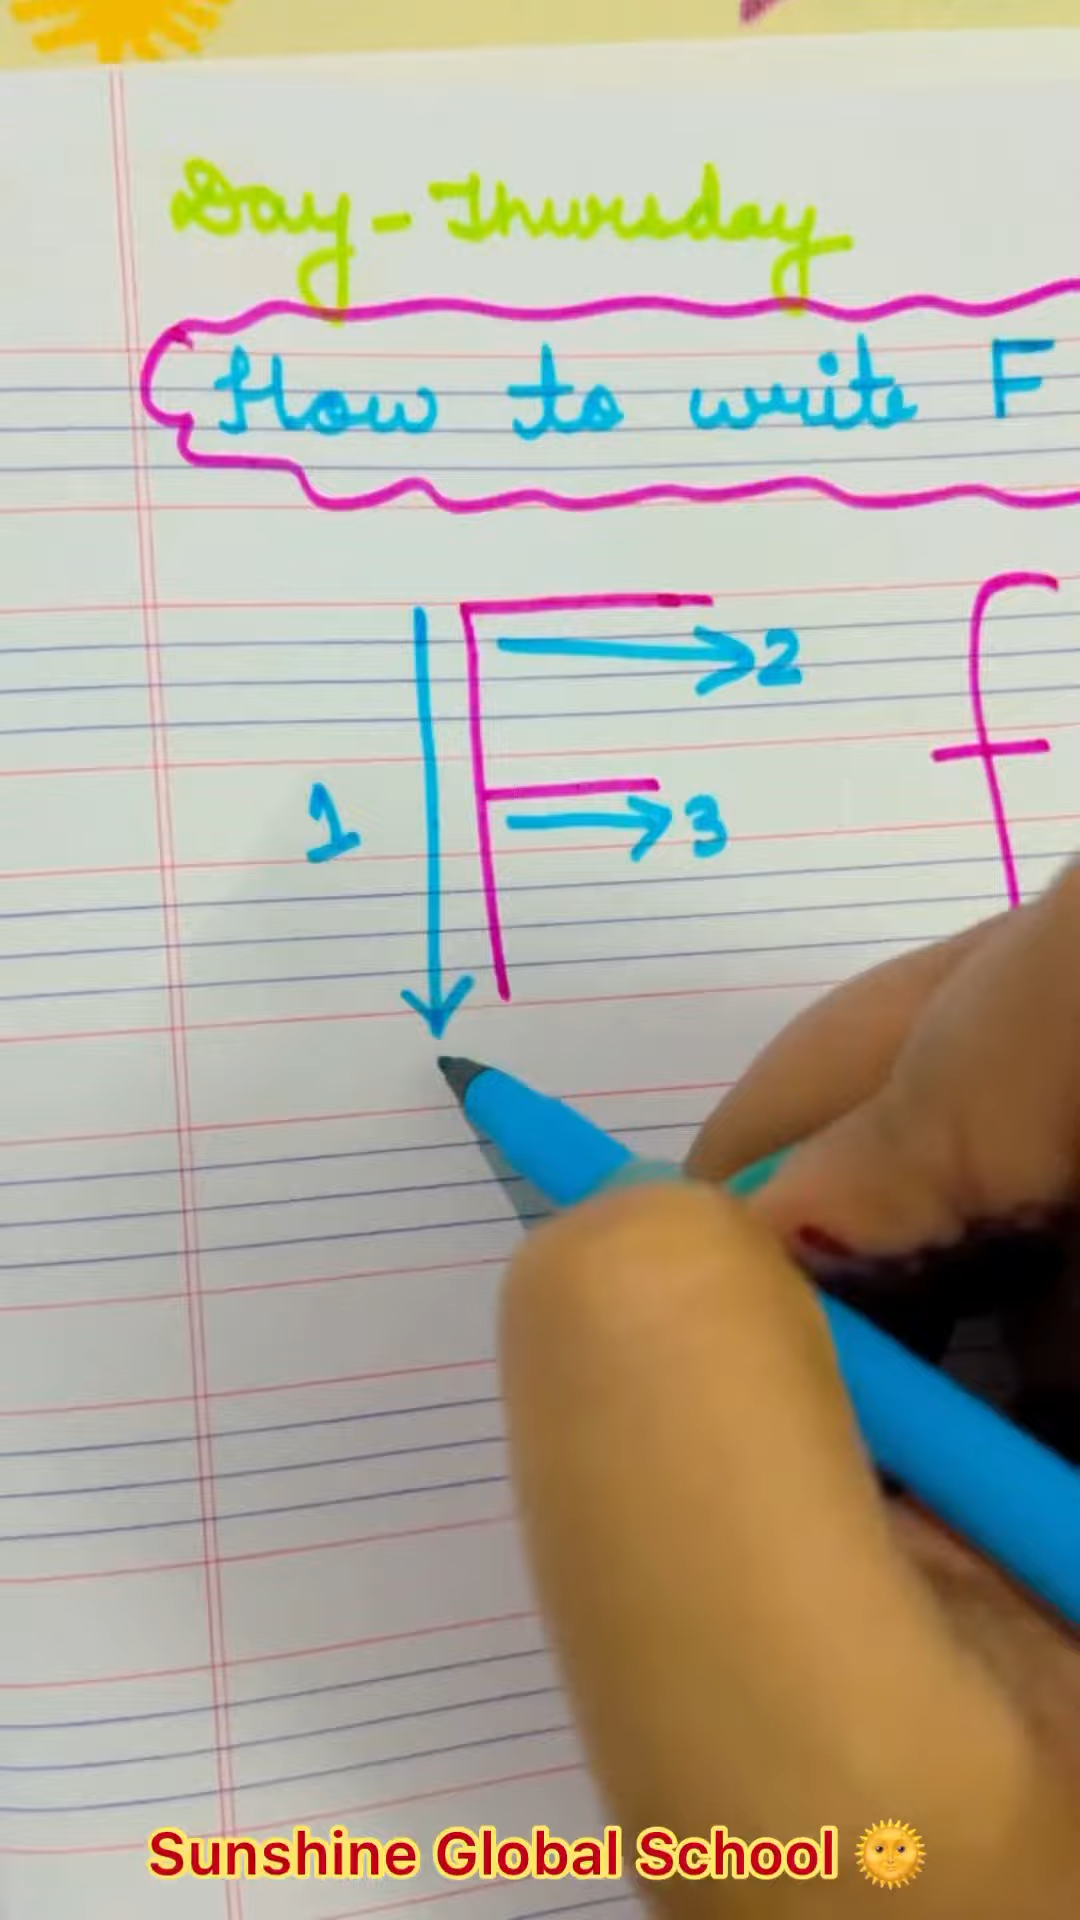 Day - Thursday
How to write F
F f
2
1
3
Sunshine Global School 🌞